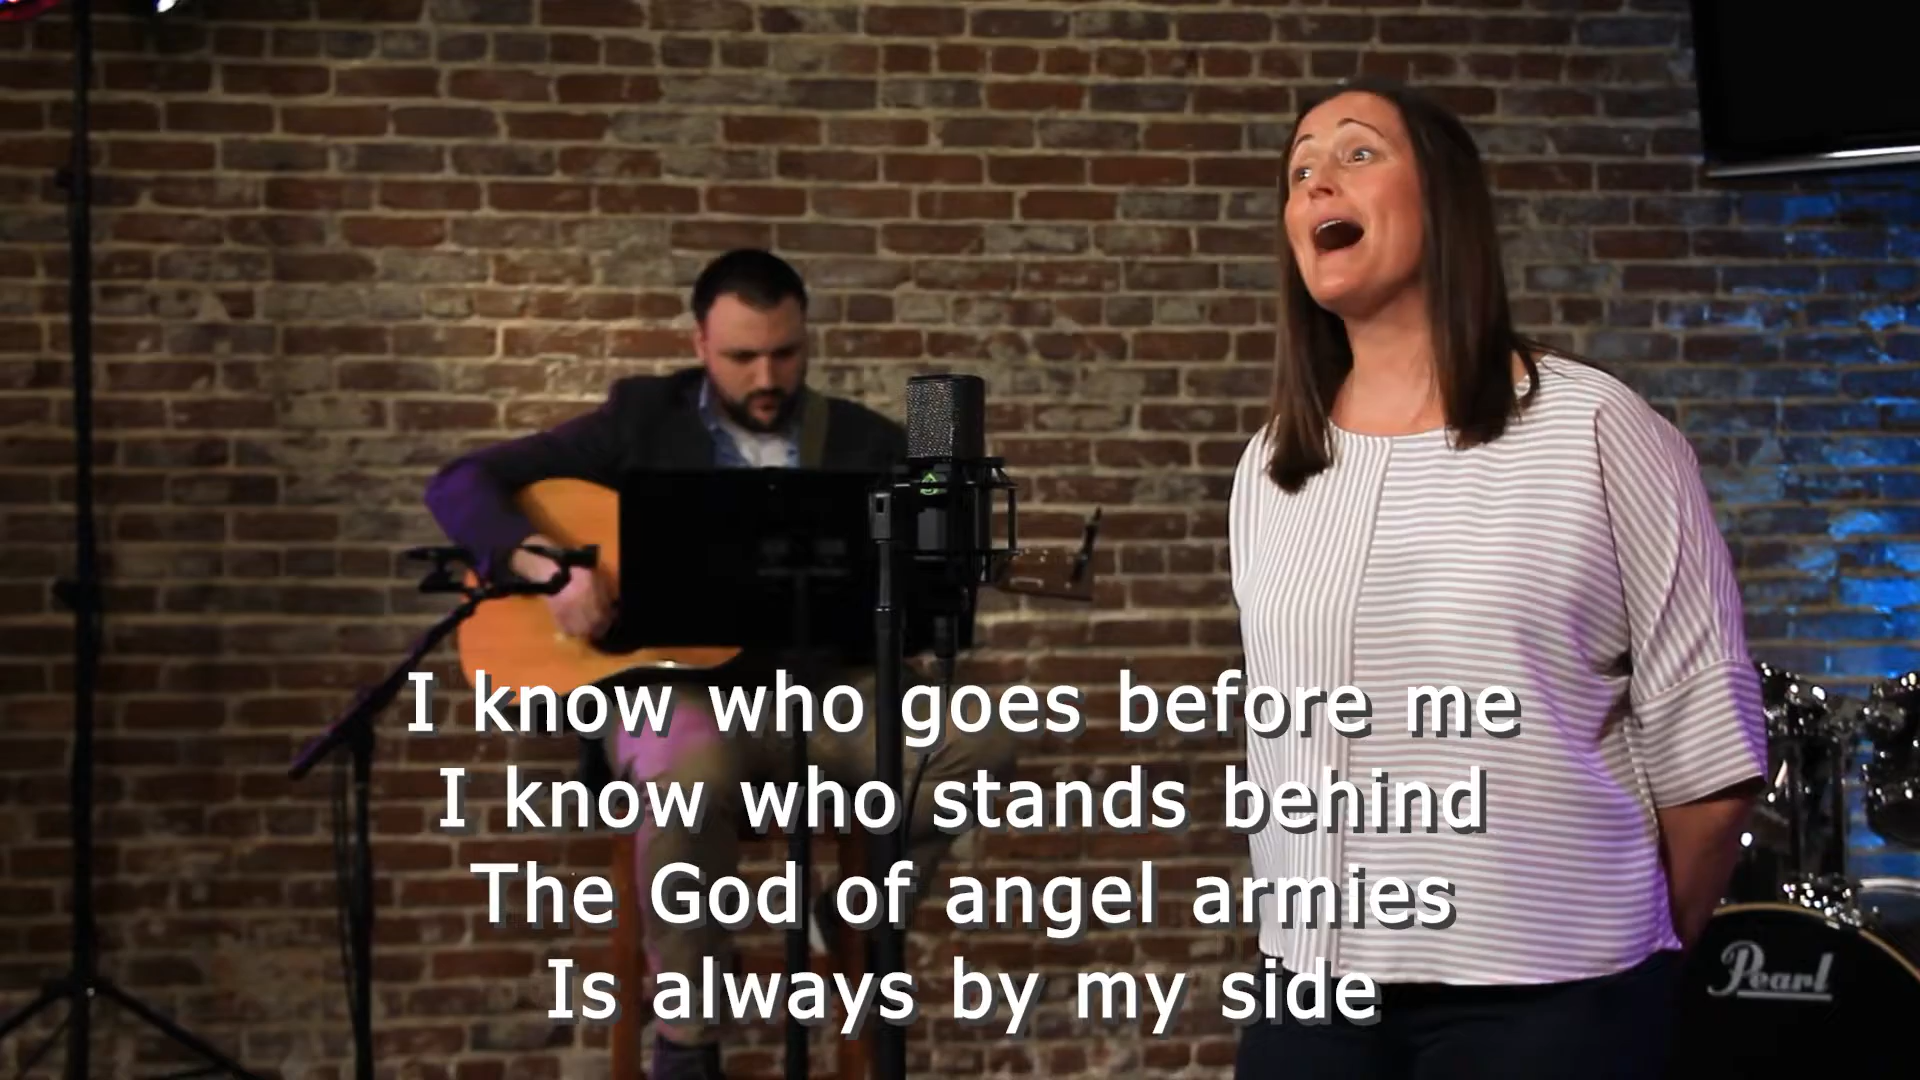 I know who goes before me
I know who stands behind
The God of angel armies
Is always by my side
Pearl